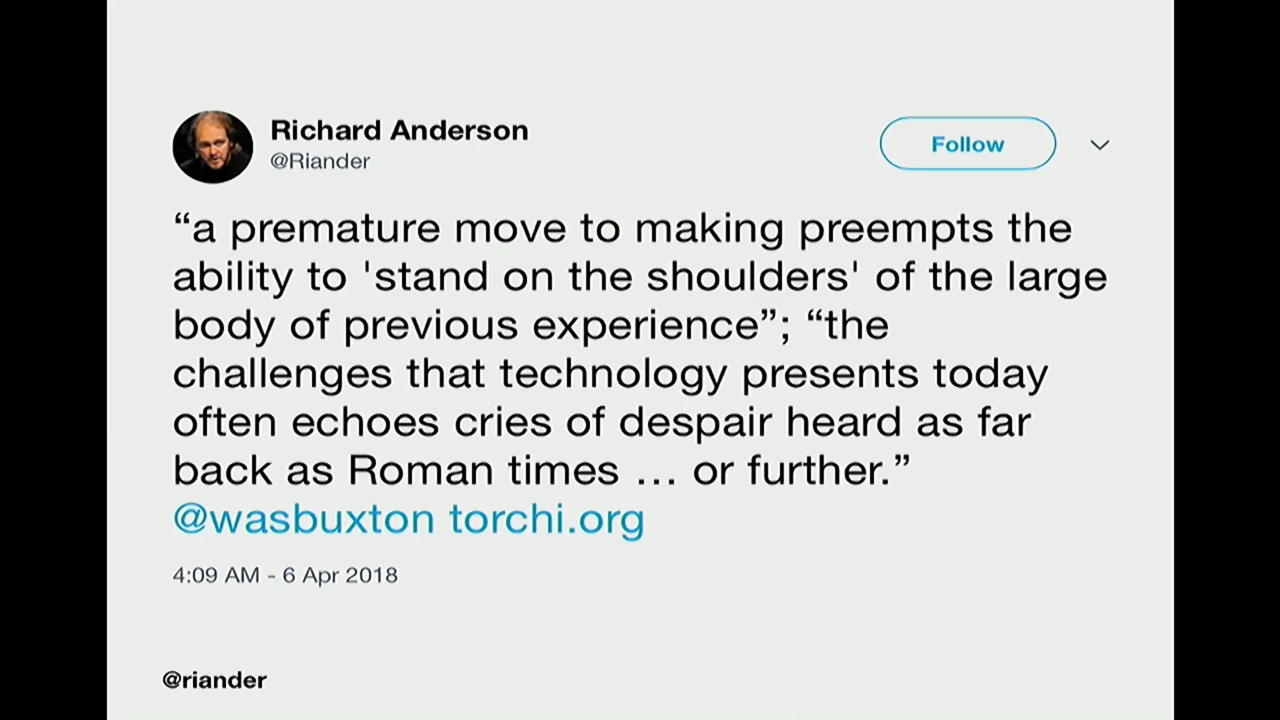 Richard Anderson
@Riander
Follow
“a premature move to making preempts the
ability to 'stand on the shoulders' of the large
body of previous experience”; “the
challenges that technology presents today
often echoes cries of despair heard as far
back as Roman times … or further.”
@wasbuxton torchi.org
4:09 AM - 6 Apr 2018
@riander